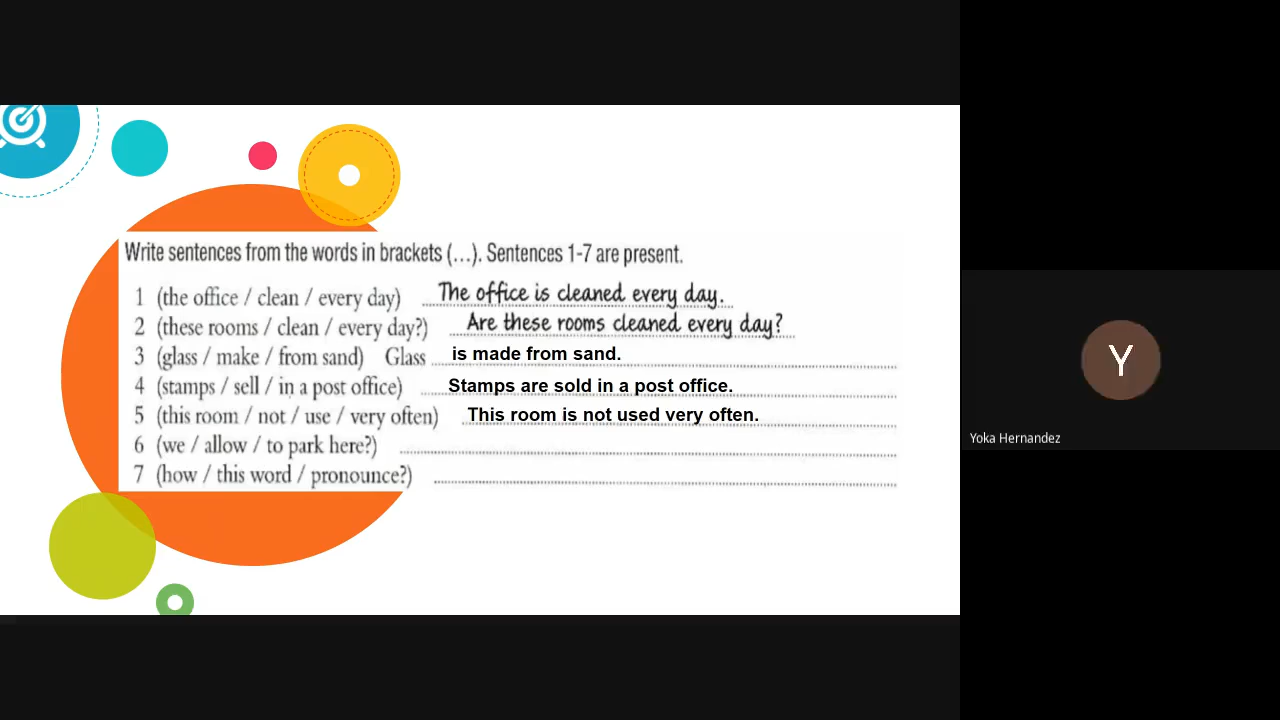 Write sentences from the words in brackets (...). Sentences 1-7 are present.
1 (the office / clean / every day) The office is cleaned every day.
2 (these rooms / clean / every day?) Are these rooms cleaned every day?
3 (glass / make / from sand) Glass is made from sand.
4 (stamps / sell / in a post office) Stamps are sold in a post office.
5 (this room / not / use / very often) This room is not used very often.
6 (we / allow / to park here?)
7 (how / this word / pronounce?)
Y
Yoka Hernandez